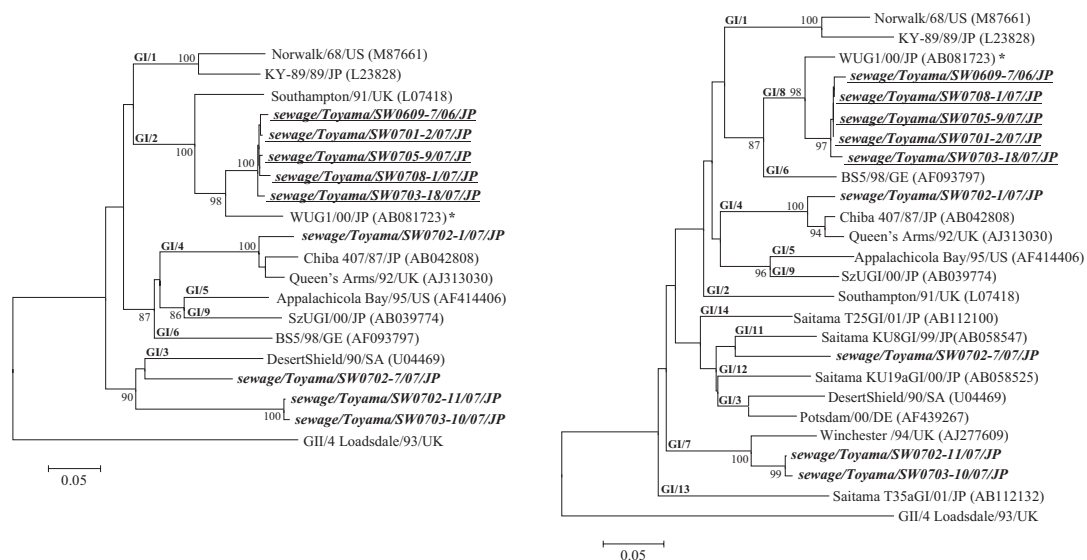 GI/1
100
Norwalk/68/US (M87661)
KY-89/89/JP (L23828)
Southampton/91/UK (L07418)
sewage/Toyama/SW0609-7/06/JP
GI/2
sewage/Toyama/SW0701-2/07/JP
100
100
sewage/Toyama/SW0705-9/07/JP
sewage/Toyama/SW0708-1/07/JP
98
sewage/Toyama/SW0703-18/07/JP
WUG1/00/JP (AB081723) *
GI/4
100
sewage/Toyama/SW0702-1/07/JP
Chiba 407/87/JP (AB042808)
Queen's Arms/92/UK (AJ313030)
GI/5
Appalachicola Bay/95/US (AF414406)
87
86
GI/9
SzUGI/00/JP (AB039774)
GI/6
BS5/98/GE (AF093797)
GI/3
DesertShield/90/SA (U04469)
sewage/Toyama/SW0702-7/07/JP
90
sewage/Toyama/SW0702-11/07/JP
100
sewage/Toyama/SW0703-10/07/JP
GII/4 Loadsdale/93/UK
0.05
GI/1
100
Norwalk/68/US (M87661)
KY-89/89/JP (L23828)
WUG1/00/JP (AB081723) *
sewage/Toyama/SW0609-7/06/JP
GI/8
98
sewage/Toyama/SW0708-1/07/JP
sewage/Toyama/SW0705-9/07/JP
87
97
sewage/Toyama/SW0701-2/07/JP
sewage/Toyama/SW0703-18/07/JP
GI/6
BS5/98/GE (AF093797)
GI/4
100
sewage/Toyama/SW0702-1/07/JP
Chiba 407/87/JP (AB042808)
94
Queen's Arms/92/UK (AJ313030)
GI/5
Appalachicola Bay/95/US (AF414406)
96
GI/9
SzUGI/00/JP (AB039774)
GI/2
Southampton/91/UK (L07418)
GI/14
Saitama T25GI/01/JP (AB112100)
GI/11
Saitama KU8GI/99/JP(AB058547)
sewage/Toyama/SW0702-7/07/JP
GI/12
Saitama KU19aGI/00/JP (AB058525)
GI/3
DesertShield/90/SA (U04469)
Potsdam/00/DE (AF439267)
GI/7
Winchester /94/UK (AJ277609)
100
sewage/Toyama/SW0702-11/07/JP
99
sewage/Toyama/SW0703-10/07/JP
GI/13
Saitama T35aGI/01/JP (AB112132)
GII/4 Loadsdale/93/UK
0.05